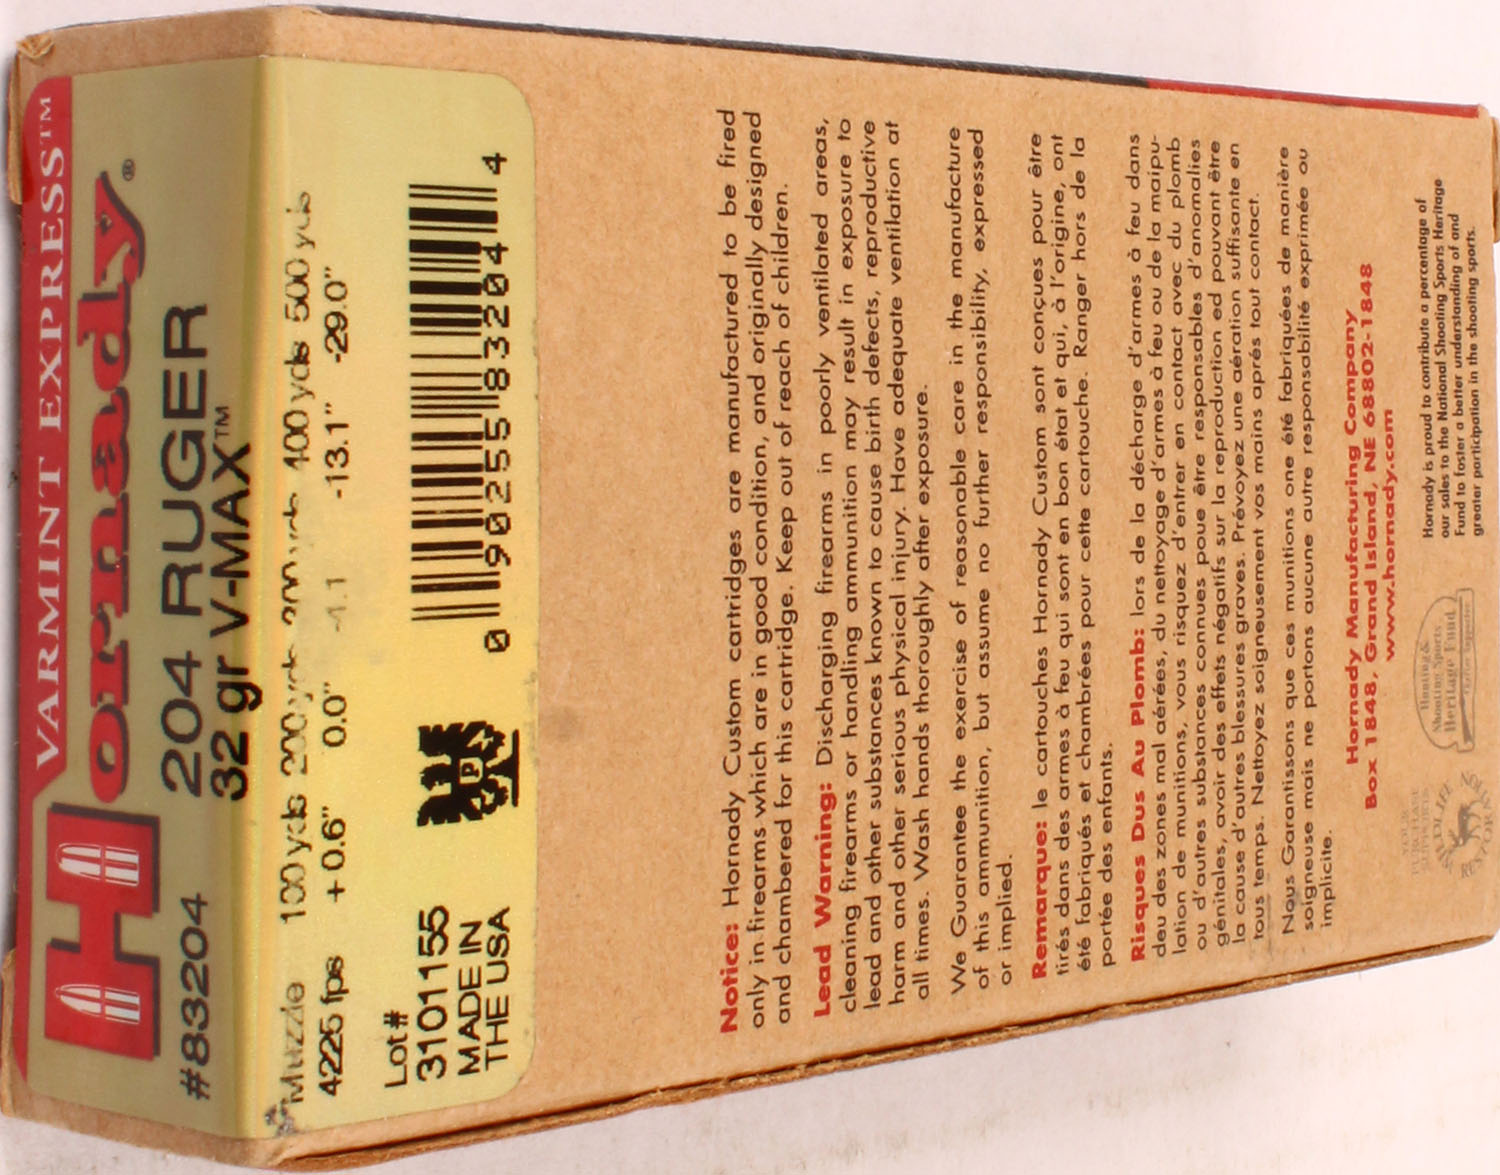 VARMINT EXPRESS™
Hornady®
#83204 204 RUGER
32 gr V-MAX™
Muzzle 100 yds 200 yds 300 yds 400 yds 500 yds
4225 fps +0.6" 0.0" -4.1 -13.1" -29.0"
Lot#
3101155
MADE IN
THE USA
P
0 90255 83204 4
Notice: Hornady Custom cartridges are manufactured to be fired
only in firearms which are in good condition, and originally designed
and chambered for this cartridge. Keep out of reach of children.
Lead Warning: Discharging firearms in poorly ventilated areas,
cleaning firearms or handling ammunition may result in exposure to
lead and other substances known to cause birth defects, reproductive
harm and other serious physical injury. Have adequate ventilation at
all times. Wash hands thoroughly after exposure.
We Guarantee the exercise of reasonable care in the manufacture
of this ammunition, but assume no further responsibility, expressed
or implied.
Remarque: le cartouches Hornady Custom sont conçues pour être
tirés dans des armes à feu qui sont en bon état et qui, à l'origine, ont
été fabriqués et chambrées pour cette cartouche. Ranger hors de la
portée des enfants.
Risques Dus Au Plomb: lors de la décharge d'armes à feu dans
deu des zones mal aérées, du nettoyage d'armes à feu ou de la maipu-
lation de munitions, vous risquez d'entrer en contact avec du plomb
ou d'autres substances connues poue être responsables d'anomalies
génitales, avoir des effets négatifs sur la reproduction ed pouvant être
la cause d'autres blessures graves. Prévoyez une aération suffisante en
tous temps. Nettoyez soigneusement vos mains aprés tout contact.
Nous Garantissons que ces munitions one été fabriquées de manière
soigneuse mais ne portons aucune autre responsabilité exprimée ou
implicite.
Hornady Manufacturing Company
Box 1848, Grand Island, NE 68802-1848
www.hornady.com
YOUR
PURCHASE
SUPPORTS
WILDLIFE
RESTORATION
Hunting &
Shooting Sports
Heritage Fund
Hornady is proud to contribute a percentage of
our sales to the National Shooting Sports Heritage
Fund to foster a better understanding of and
greater participation in the shooting sports.